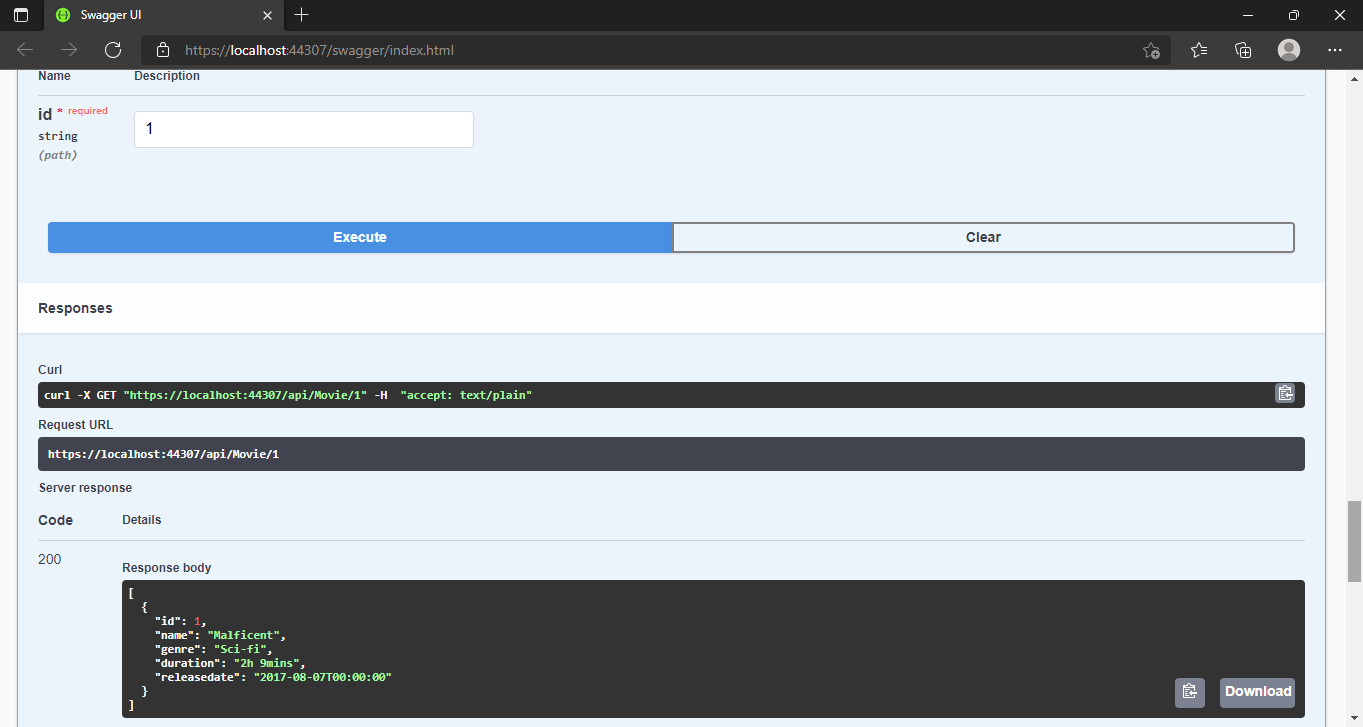 Swagger UI
https://localhost:44307/swagger/index.html
Name Description
id * required
1
string
(path)
Execute Clear
Responses
Curl
curl -X GET "https://localhost:44307/api/Movie/1" -H  "accept: text/plain"
Request URL
https://localhost:44307/api/Movie/1
Server response
Code Details
200
Response body
[
  {
    "id": 1,
    "name": "Malficent",
    "genre": "Sci-fi",
    "duration": "2h 9mins",
    "releasedate": "2017-08-07T00:00:00"
  }
]
Download